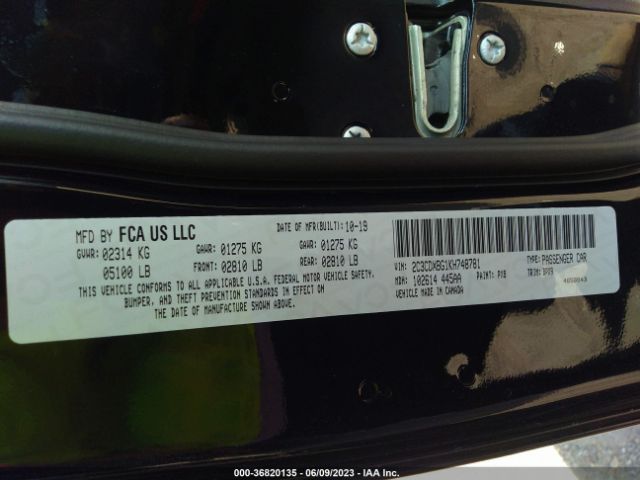 MFD BY FCA US LLC
DATE OF MFR(BUILT): 10-19
GVWR: 02314 KG
GAWR: 01275 KG
GAWR: 01275 KG
05100 LB
FRONT: 02810 LB
REAR: 02810 LB
THIS VEHICLE CONFORMS TO ALL APPLICABLE U.S.A. FEDERAL MOTOR VEHICLE SAFETY,
BUMPER, AND THEFT PREVENTION STANDARDS IN EFFECT ON
THE DATE OF MANUFACTURE SHOWN ABOVE.
VIN: 2C3CDXBG1KH748781
TYPE: PASSENGER CAR
MDH: 102614 445AA
PAINT: PX8
TRIM:
VEHICLE MADE IN CANADA
000-36820135 - 06/09/2023 - IAA Inc.